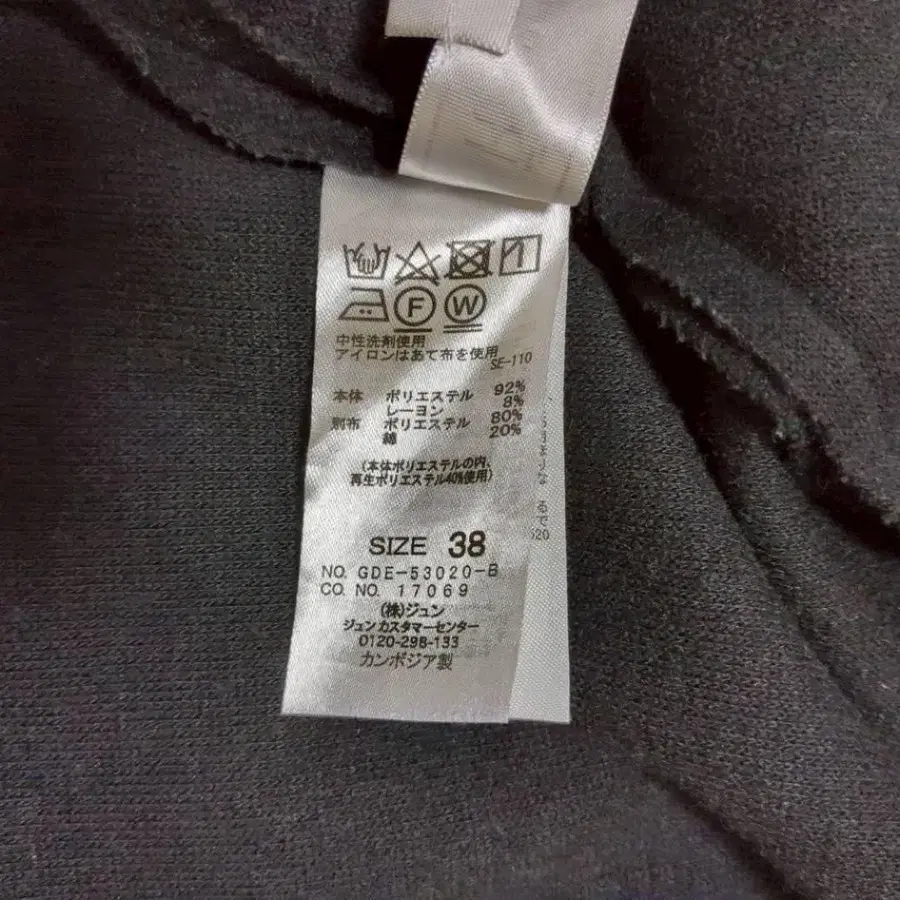 F W
中性洗剤使用
アイロンはあて布を使用
SE-110
本体 ポリエステル 92%
レーヨン 8%
別布 ポリエステル 80%
綿 20%
(本体ポリエステルの内、
再生ポリエステル40%使用)
SIZE 38
NO. GDE-53020-B
CO. NO. 17069
(株)ジュン
ジュンカスタマーセンター
0120-298-133
カンボジア製